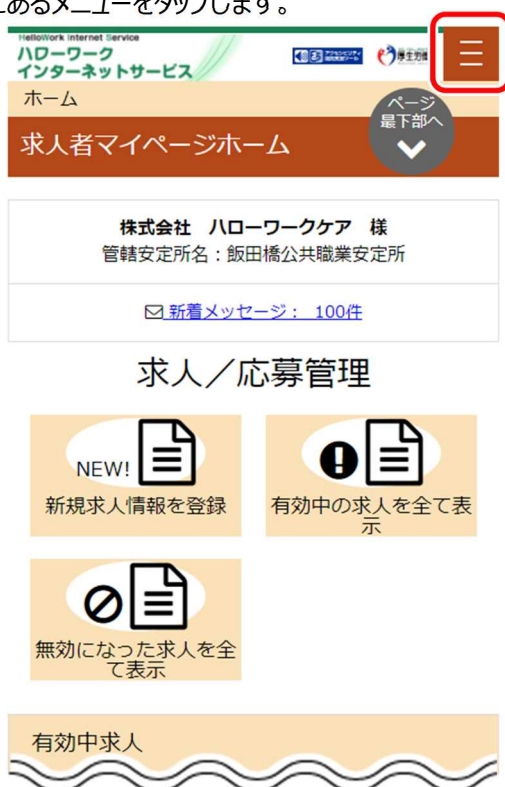 にあるメニューをタップします。
HelloWork Internet Service
ハローワーク
インターネットサービス
ホーム
ページ
最下部へ
求人者マイページホーム
株式会社　ハローワークケア　様
管轄安定所名：飯田橋公共職業安定所
新着メッセージ：　100件
求人／応募管理
NEW!
新規求人情報を登録
有効中の求人を全て表
示
無効になった求人を全
て表示
有効中求人